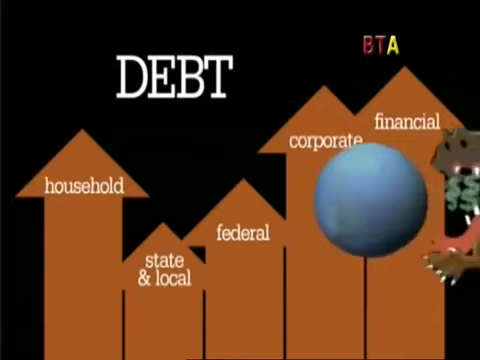 BTA
DEBT
financial
corporate
household
federal
state
& local
$$